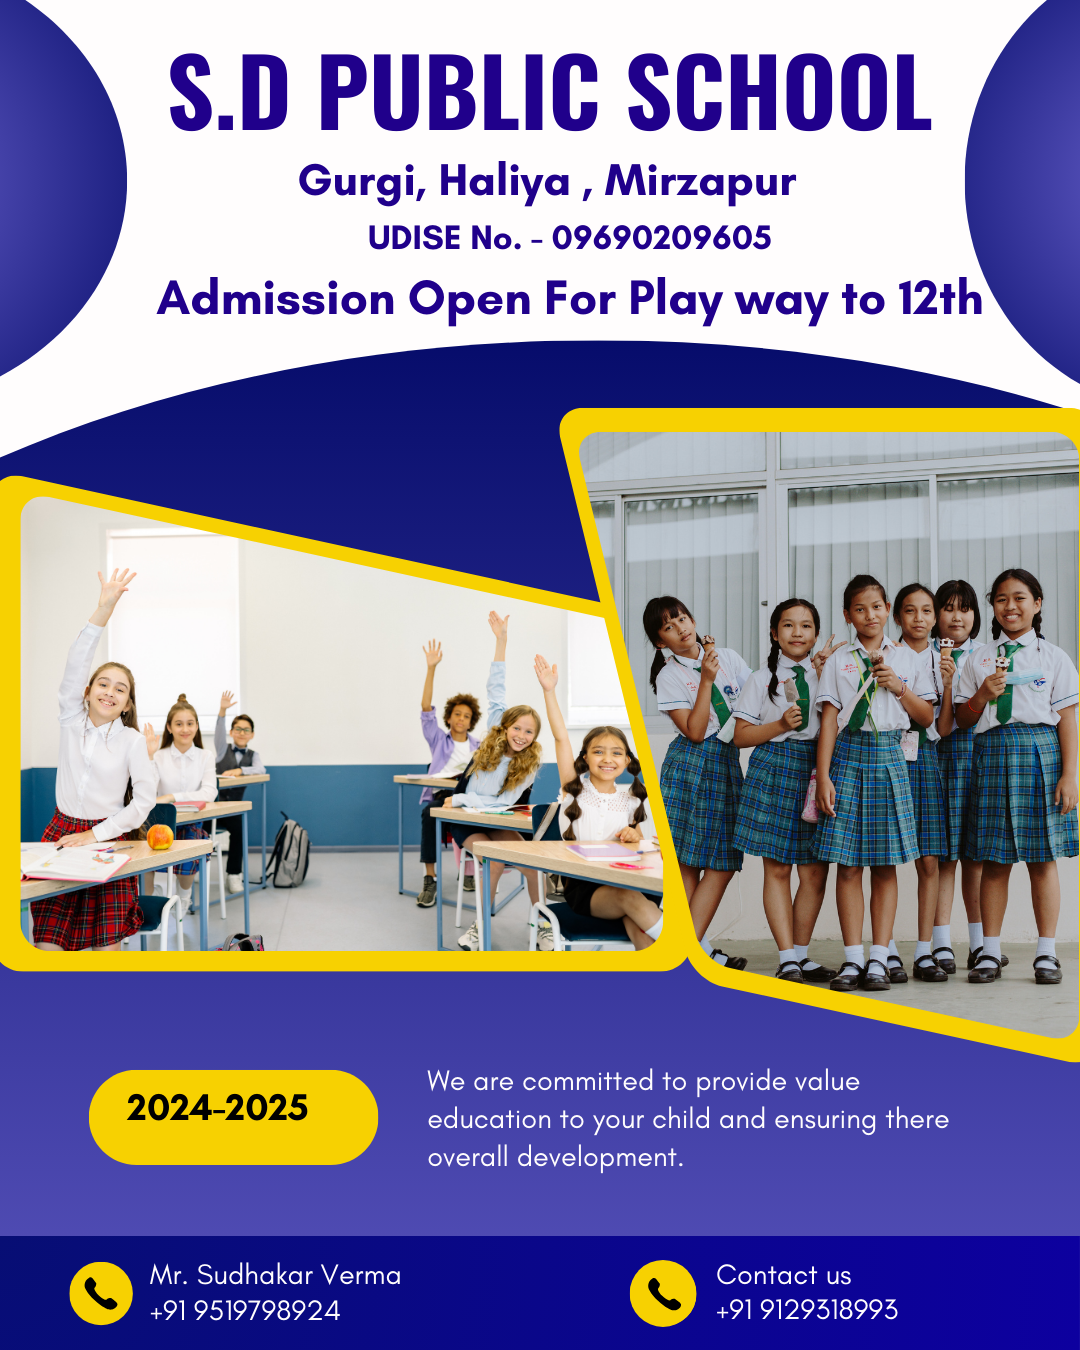 S.D PUBLIC SCHOOL
Gurgi, Haliya , Mirzapur
UDISE No. - 09690209605
Admission Open For Play way to 12th
2024-2025
We are committed to provide value
education to your child and ensuring there
overall development.
Mr. Sudhakar Verma
+91 9519798924
Contact us
+91 9129318993